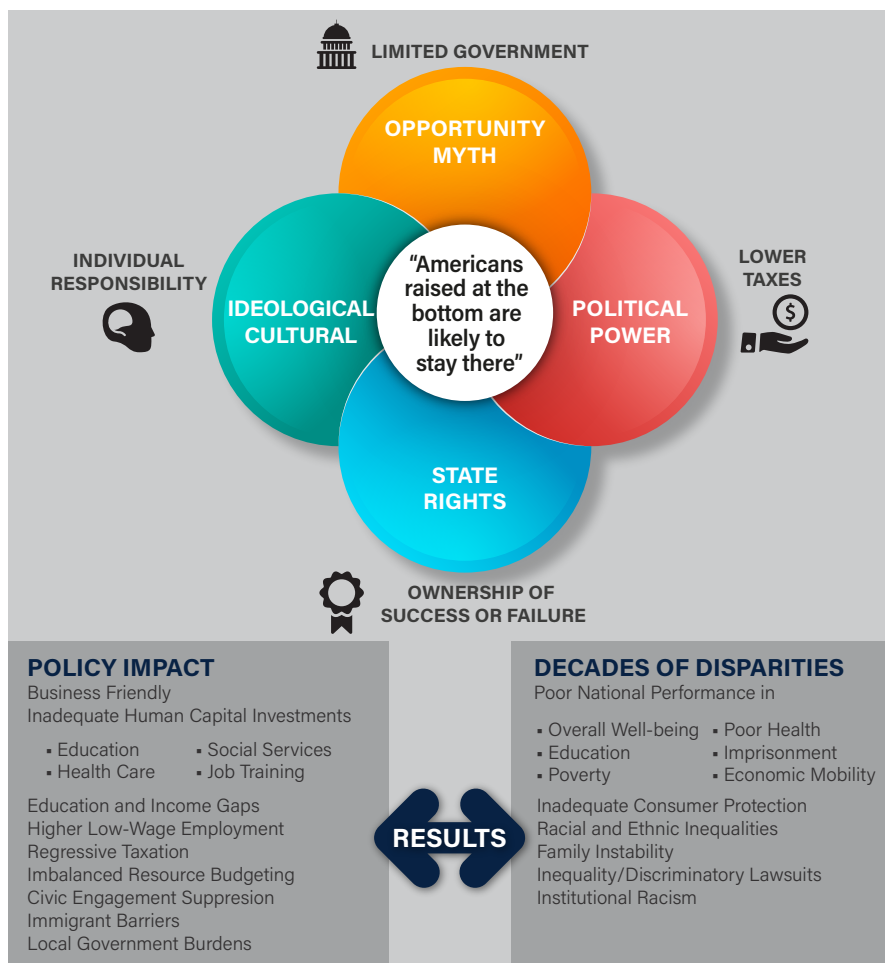 LIMITED GOVERNMENT
OPPORTUNITY
MYTH
INDIVIDUAL
RESPONSIBILITY
IDEOLOGICAL
CULTURAL
“Americans
raised at the
bottom are
likely to
stay there”
POLITICAL
POWER
LOWER
TAXES
$
STATE
RIGHTS
OWNERSHIP OF
SUCCESS OR FAILURE
POLICY IMPACT
Business Friendly
Inadequate Human Capital Investments
▪ Education
▪ Health Care
▪ Social Services
▪ Job Training
Education and Income Gaps
Higher Low-Wage Employment
Regressive Taxation
Imbalanced Resource Budgeting
Civic Engagement Suppresion
Immigrant Barriers
Local Government Burdens
RESULTS
DECADES OF DISPARITIES
Poor National Performance in
▪ Overall Well-being
▪ Education
▪ Poverty
▪ Poor Health
▪ Imprisonment
▪ Economic Mobility
Inadequate Consumer Protection
Racial and Ethnic Inequalities
Family Instability
Inequality/Discriminatory Lawsuits
Institutional Racism